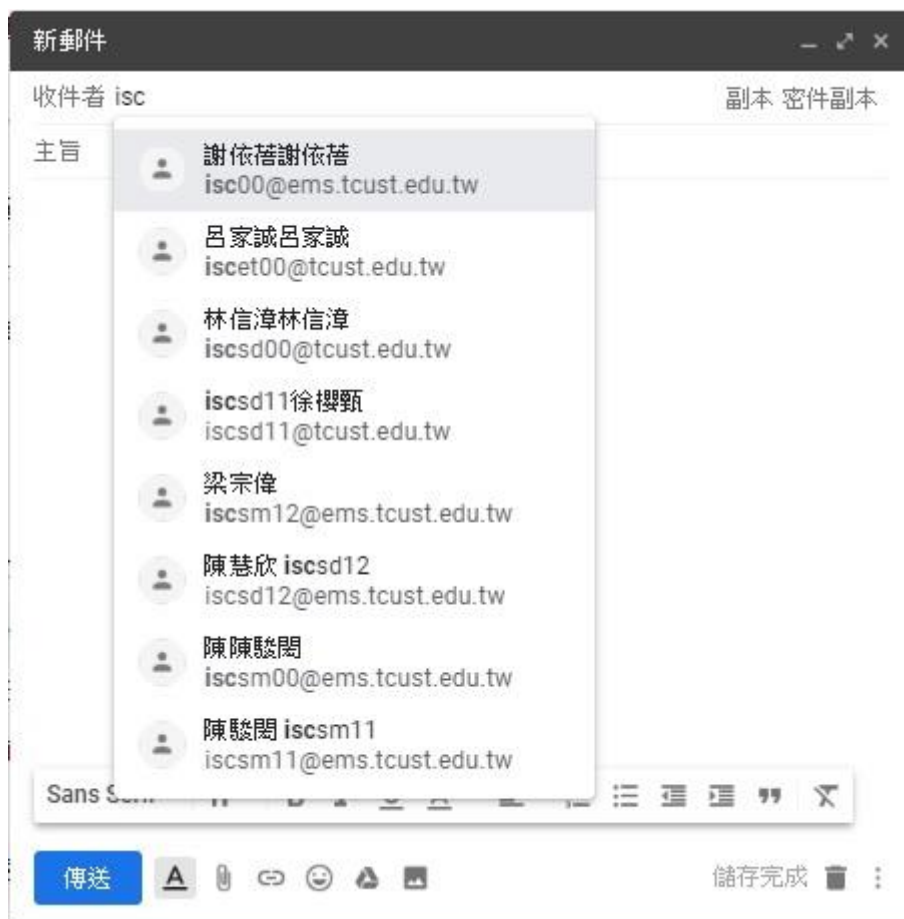 新郵件
收件者 isc 副本 密件副本
主旨
謝依蓓謝依蓓
isc00@ems.tcust.edu.tw
呂家誠呂家誠
iscet00@tcust.edu.tw
林信漳林信漳
iscsd00@tcust.edu.tw
iscsd11徐櫻甄
iscsd11@tcust.edu.tw
梁宗偉
iscsm12@ems.tcust.edu.tw
陳慧欣 iscsd12
iscsd12@ems.tcust.edu.tw
陳陳駿閎
iscsm00@ems.tcust.edu.tw
陳駿閎 iscsm11
iscsm11@ems.tcust.edu.tw
Sans
傳送 儲存完成